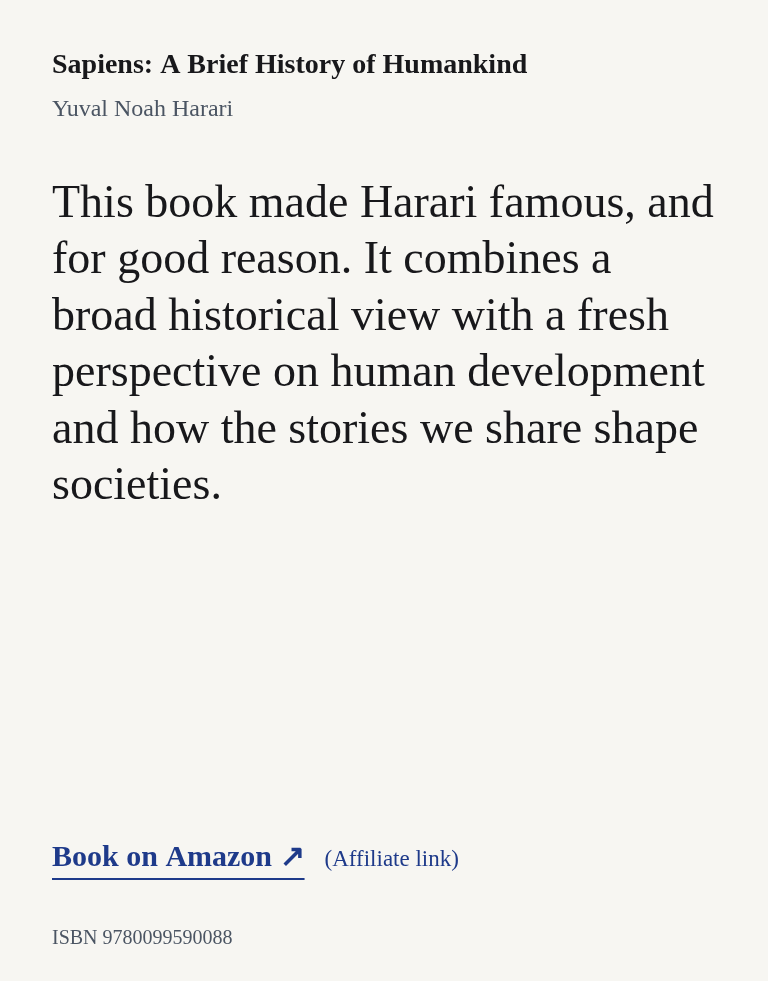 Sapiens: A Brief History of Humankind
Yuval Noah Harari
This book made Harari famous, and
for good reason. It combines a
broad historical view with a fresh
perspective on human development
and how the stories we share shape
societies.
Book on Amazon ↗ (Affiliate link)
ISBN 9780099590088